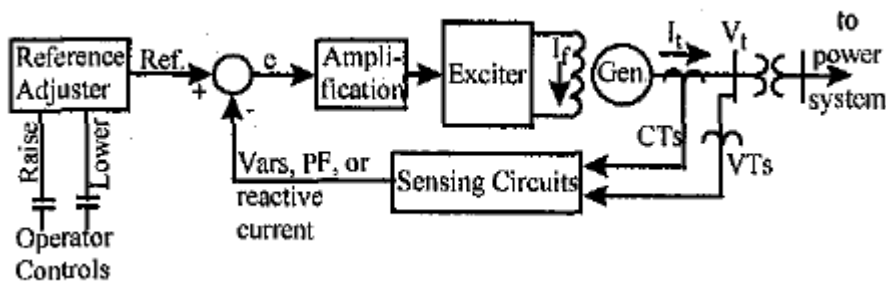 Reference
Adjuster
Ref.
+
-
e
Ampli-
fication
Exciter
If
Gen.
It
Vt
to
power
system
CTs
VTs
Sensing Circuits
Vars, PF, or
reactive
current
Raise
Lower
Operator
Controls